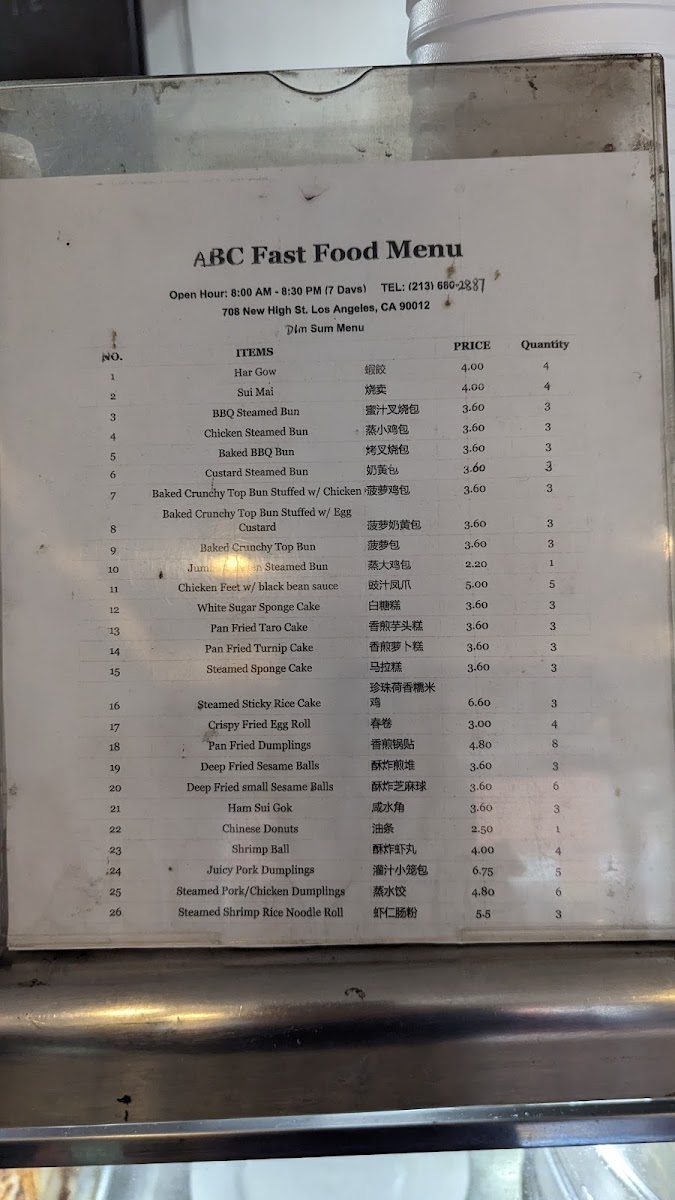 ABC Fast Food Menu
Open Hour: 8:00 AM - 8:30 PM (7 Days) TEL: (213) 680-2887
708 New High St. Los Angeles, CA 90012
Dim Sum Menu
NO. ITEMS PRICE Quantity
1 Har Gow 蝦餃 4.00 4
2 Sui Mai 烧卖 4.00 4
3 BBQ Steamed Bun 蜜汁叉烧包 3.60 3
4 Chicken Steamed Bun 蒸小鸡包 3.60 3
5 Baked BBQ Bun 烤叉烧包 3.60 3
6 Custard Steamed Bun 奶黄包 3.60 3
7 Baked Crunchy Top Bun Stuffed w/ Chicken 菠萝鸡包 3.60 3
Baked Crunchy Top Bun Stuffed w/ Egg
8 Custard 菠萝奶黄包 3.60 3
9 Baked Crunchy Top Bun 菠萝包 3.60 3
10 Steamed Bun 蒸大鸡包 2.20 1
11 Chicken Feet w/ black bean sauce 豉汁凤爪 5.00 5
12 White Sugar Sponge Cake 白糖糕 3.60 3
13 Pan Fried Taro Cake 香煎芋头糕 3.60 3
14 Pan Fried Turnip Cake 香煎萝卜糕 3.60 3
15 Steamed Sponge Cake 马拉糕 3.60 3
珍珠荷香糯米
16 Steamed Sticky Rice Cake 鸡 6.60 3
17 Crispy Fried Egg Roll 春卷 3.00 4
18 Pan Fried Dumplings 香煎锅贴 4.80 8
19 Deep Fried Sesame Balls 酥炸煎堆 3.60 3
20 Deep Fried small Sesame Balls 酥炸芝麻球 3.60 6
21 Ham Sui Gok 咸水角 3.60 3
22 Chinese Donuts 油条 2.50 1
23 Shrimp Ball 酥炸虾丸 4.00 4
24 Juicy Pork Dumplings 灌汁小笼包 6.75 5
25 Steamed Pork/Chicken Dumplings 蒸水饺 4.80 6
26 Steamed Shrimp Rice Noodle Roll 虾仁肠粉 5.5 3